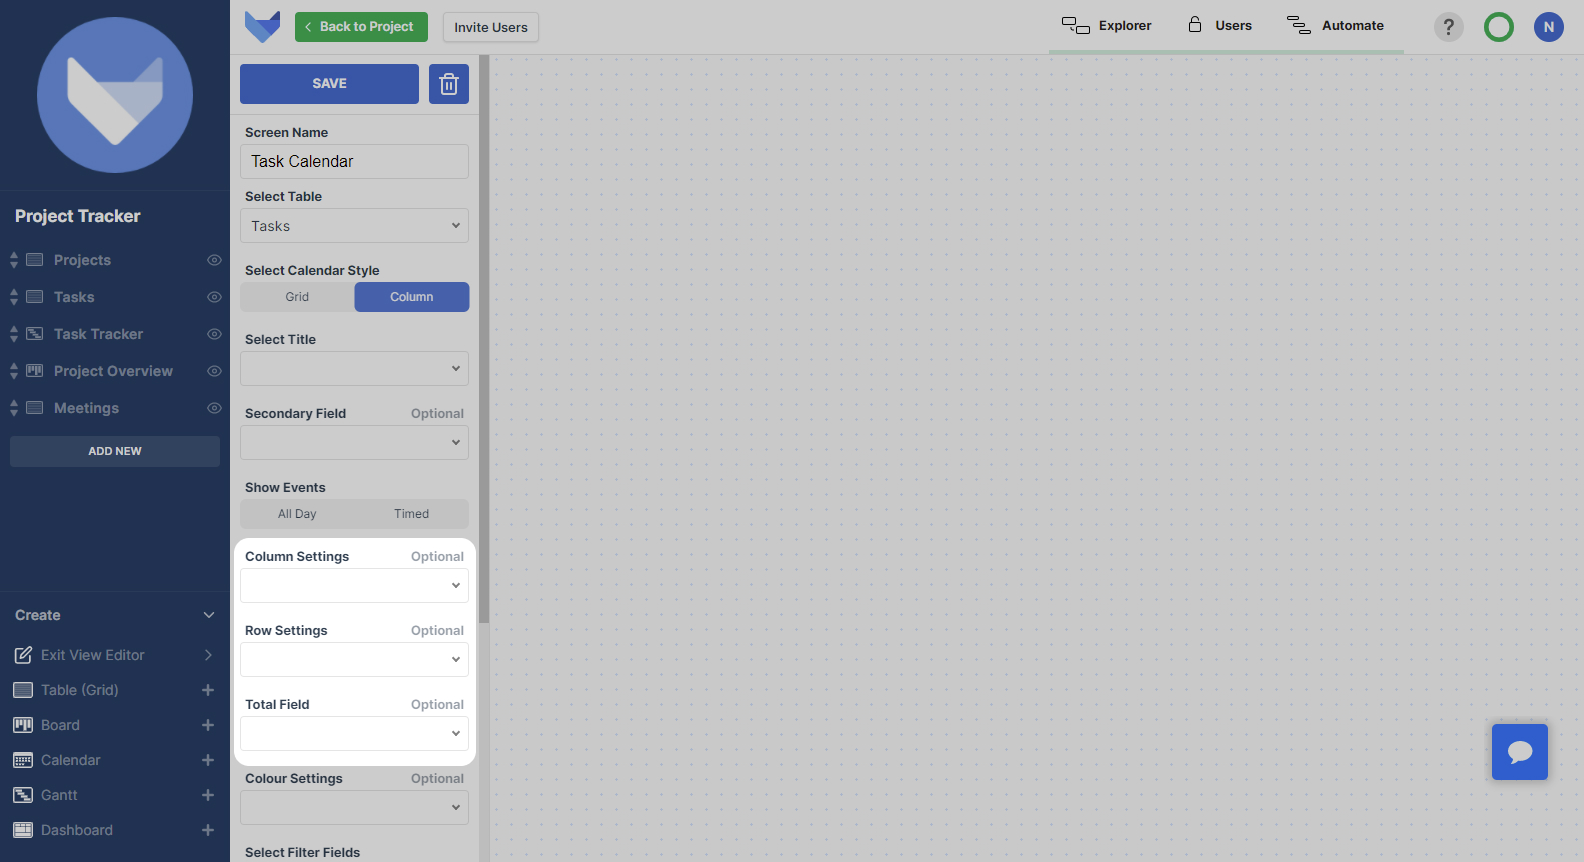 Back to Project
Invite Users
Explorer
Users
Automate
?
N
SAVE
Screen Name
Task Calendar
Select Table
Tasks
Select Calendar Style
Grid
Column
Select Title
Secondary Field
Optional
Show Events
All Day
Timed
Column Settings
Optional
Row Settings
Optional
Total Field
Optional
Colour Settings
Optional
Select Filter Fields
Project Tracker
Projects
Tasks
Task Tracker
Project Overview
Meetings
ADD NEW
Create
Exit View Editor
Table (Grid)
Board
Calendar
Gantt
Dashboard